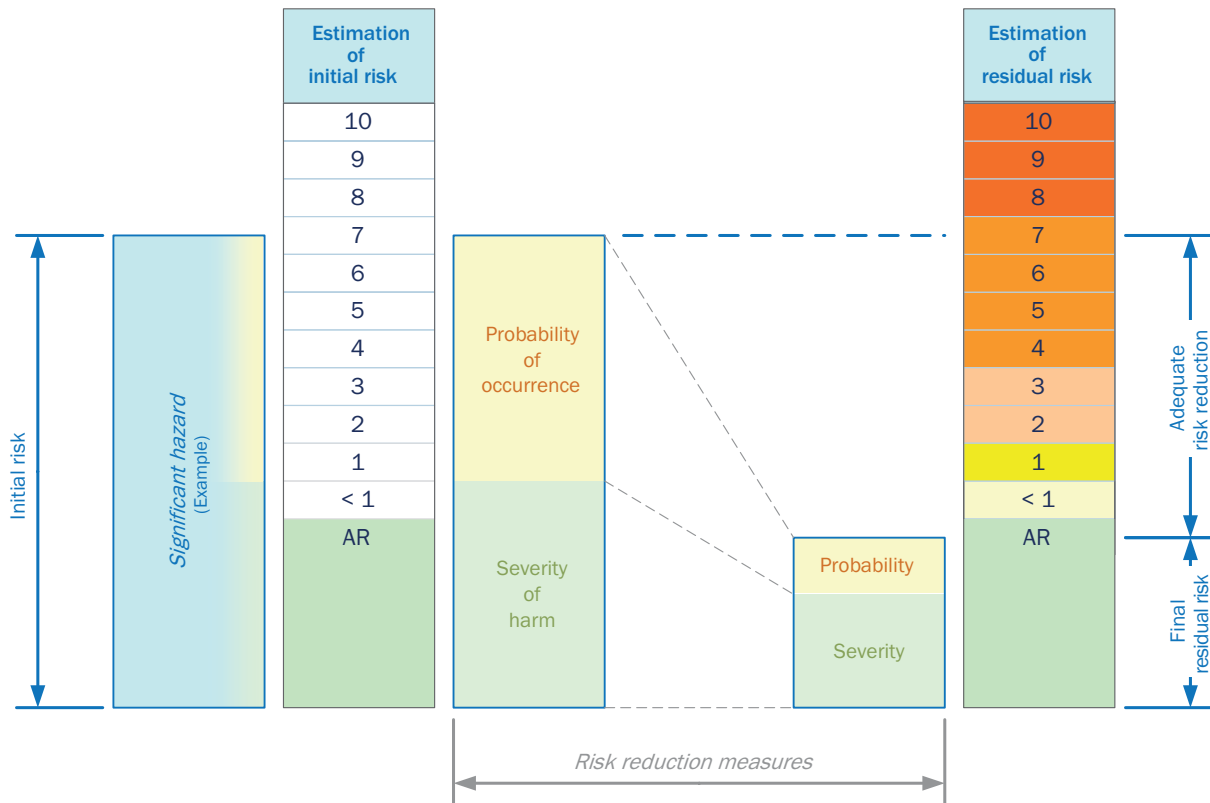 Estimation
of
initial risk
10
9
8
7
6
5
4
3
2
1
< 1
AR
Initial risk
Significant hazard
(Example)
Probability
of
occurrence
Severity
of
harm
Probability
Severity
Risk reduction measures
Estimation
of
residual risk
10
9
8
7
6
5
4
3
2
1
< 1
AR
Adequate
risk reduction
Final
residual risk